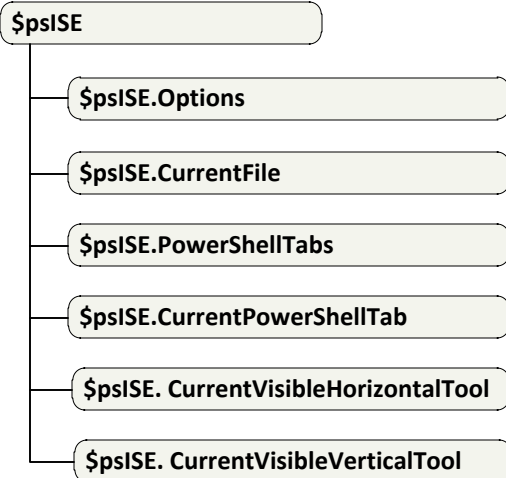 $psISE
$psISE.Options
$psISE.CurrentFile
$psISE.PowerShellTabs
$psISE.CurrentPowerShellTab
$psISE. CurrentVisibleHorizontalTool
$psISE. CurrentVisibleVerticalTool